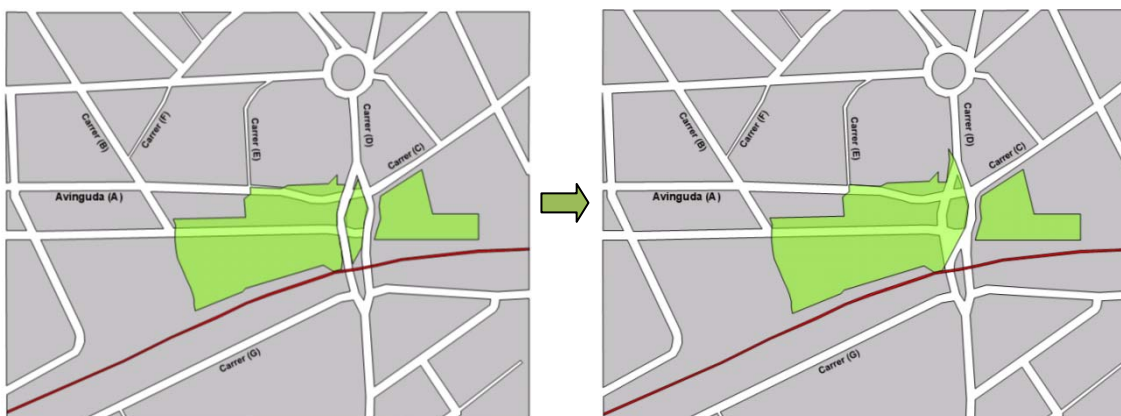 Carrer (B)
Carrer (F)
Carrer (E)
Carrer (D)
Carrer (C)
Avinguda (A)
Carrer (G)
Carrer (B)
Carrer (F)
Carrer (E)
Carrer (D)
Carrer (C)
Avinguda (A)
Carrer (G)